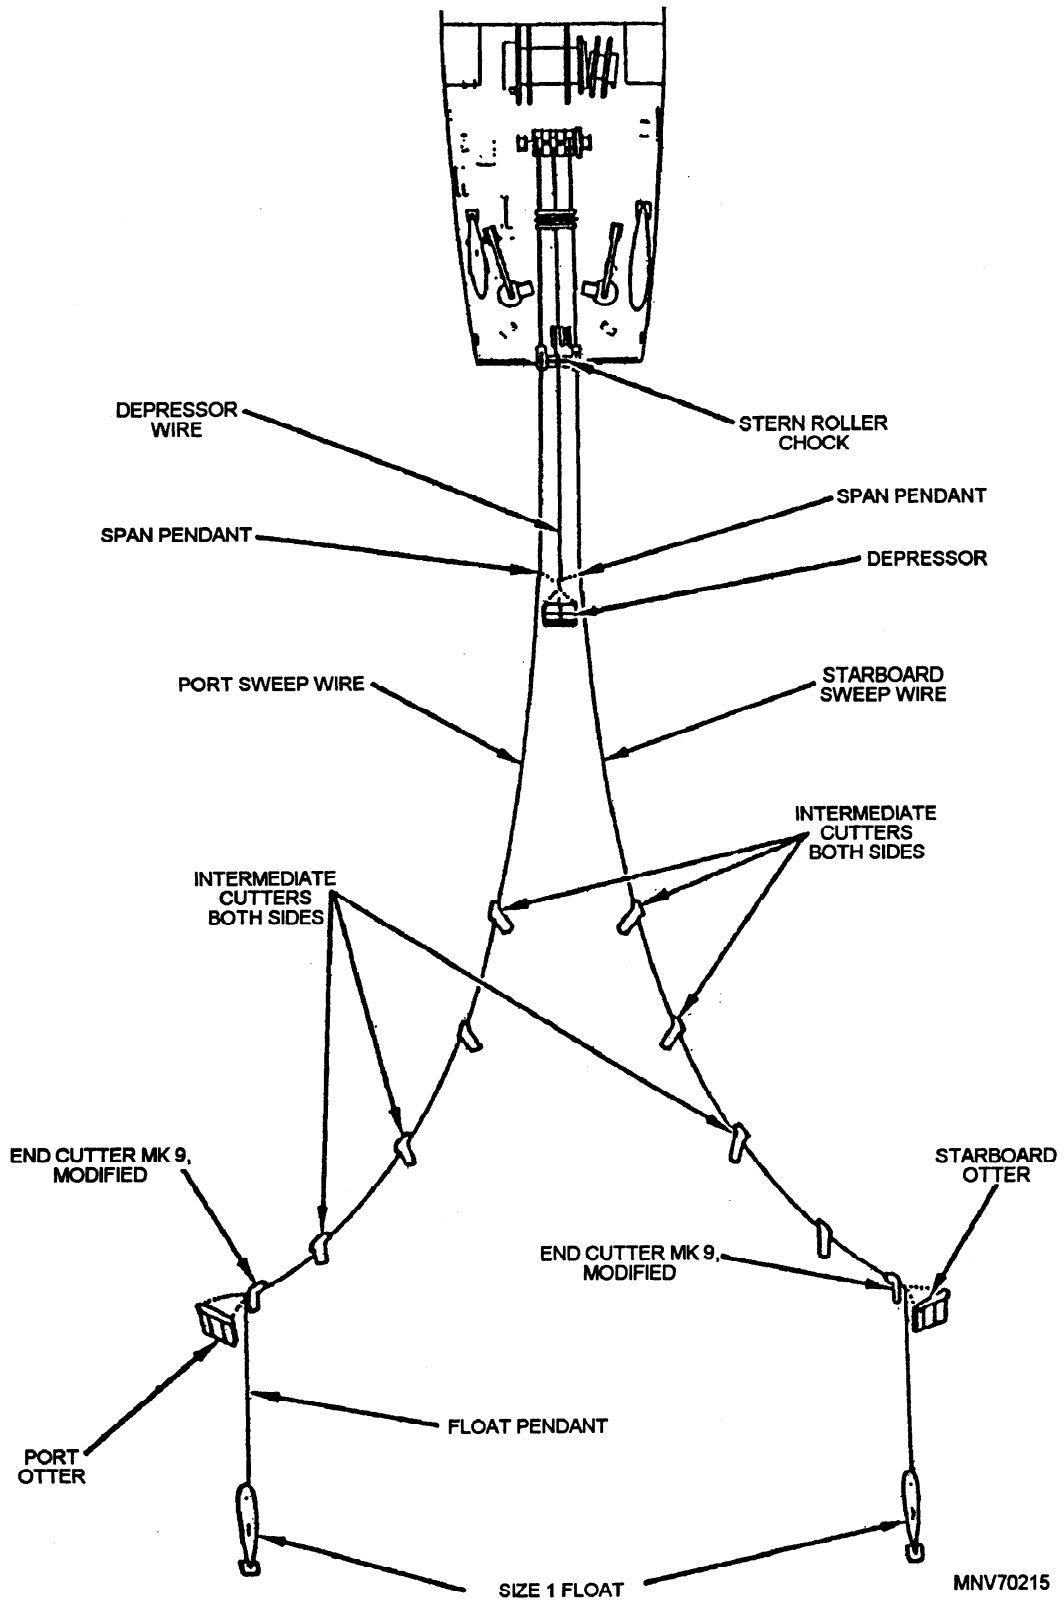 DEPRESSOR
WIRE
STERN ROLLER
CHOCK
SPAN PENDANT
SPAN PENDANT
DEPRESSOR
PORT SWEEP WIRE
STARBOARD
SWEEP WIRE
INTERMEDIATE
CUTTERS
BOTH SIDES
INTERMEDIATE
CUTTERS
BOTH SIDES
END CUTTER MK 9,
MODIFIED
STARBOARD
OTTER
END CUTTER MK 9,
MODIFIED
FLOAT PENDANT
PORT
OTTER
SIZE 1 FLOAT
MNV70215